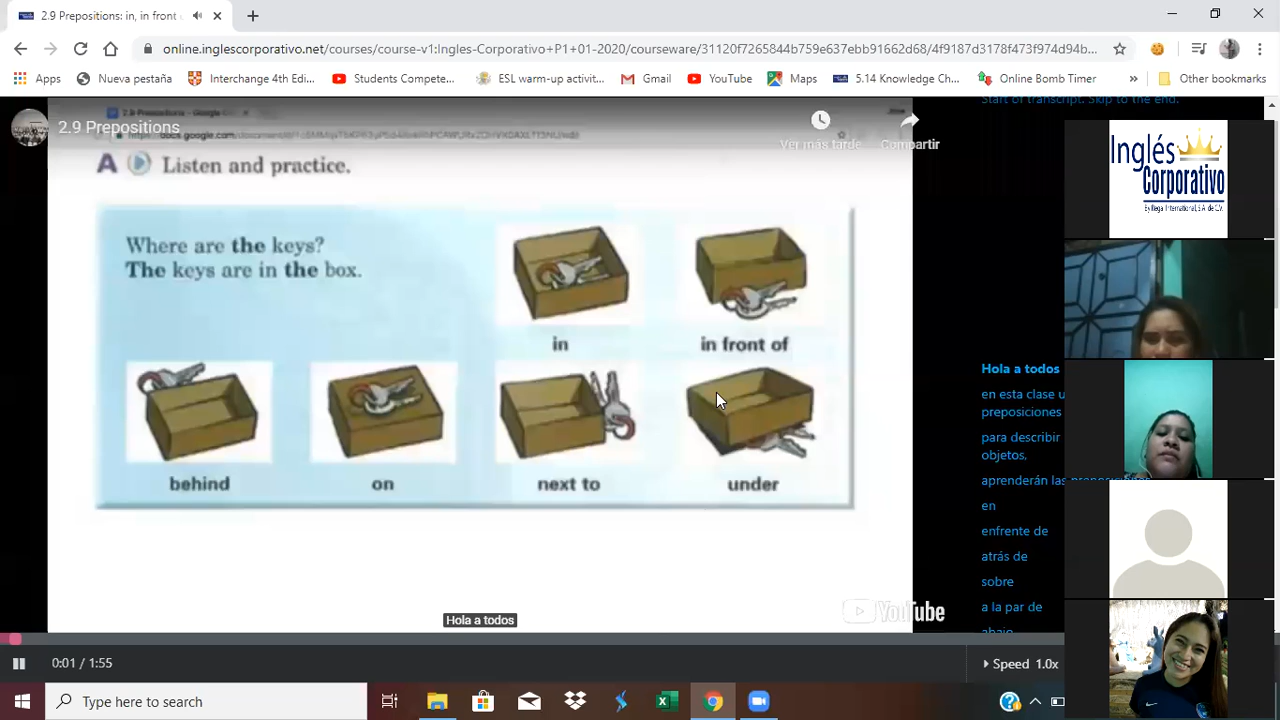 2.9 Prepositions: in, in front
online.inglescorporativo.net/courses/course-v1:Ingles-Corporativo+P1+01-2020/courseware/31120f7265844b759e637ebb91662d68/4f9187d3178f473f974d94b...
Apps
Nueva pestaña
Interchange 4th Edi...
Students Compete...
ESL warm-up activit...
Gmail
YouTube
Maps
5.14 Knowledge Ch...
Online Bomb Timer
»
Other bookmarks
2.9 Prepositions
Ver más tarde
Compartir
Start of transcript. Skip to the end.
A Listen and practice.
Where are the keys?
The keys are in the box.
in
in front of
behind
on
next to
under
Hola a todos
YouTube
Hola a todos
en esta clase
preposiciones
para describir
objetos,
aprenderán las
en
enfrente de
atrás de
sobre
a la par de
abajo
Inglés
Corporativo
0:01 / 1:55
Speed 1.0x
Type here to search